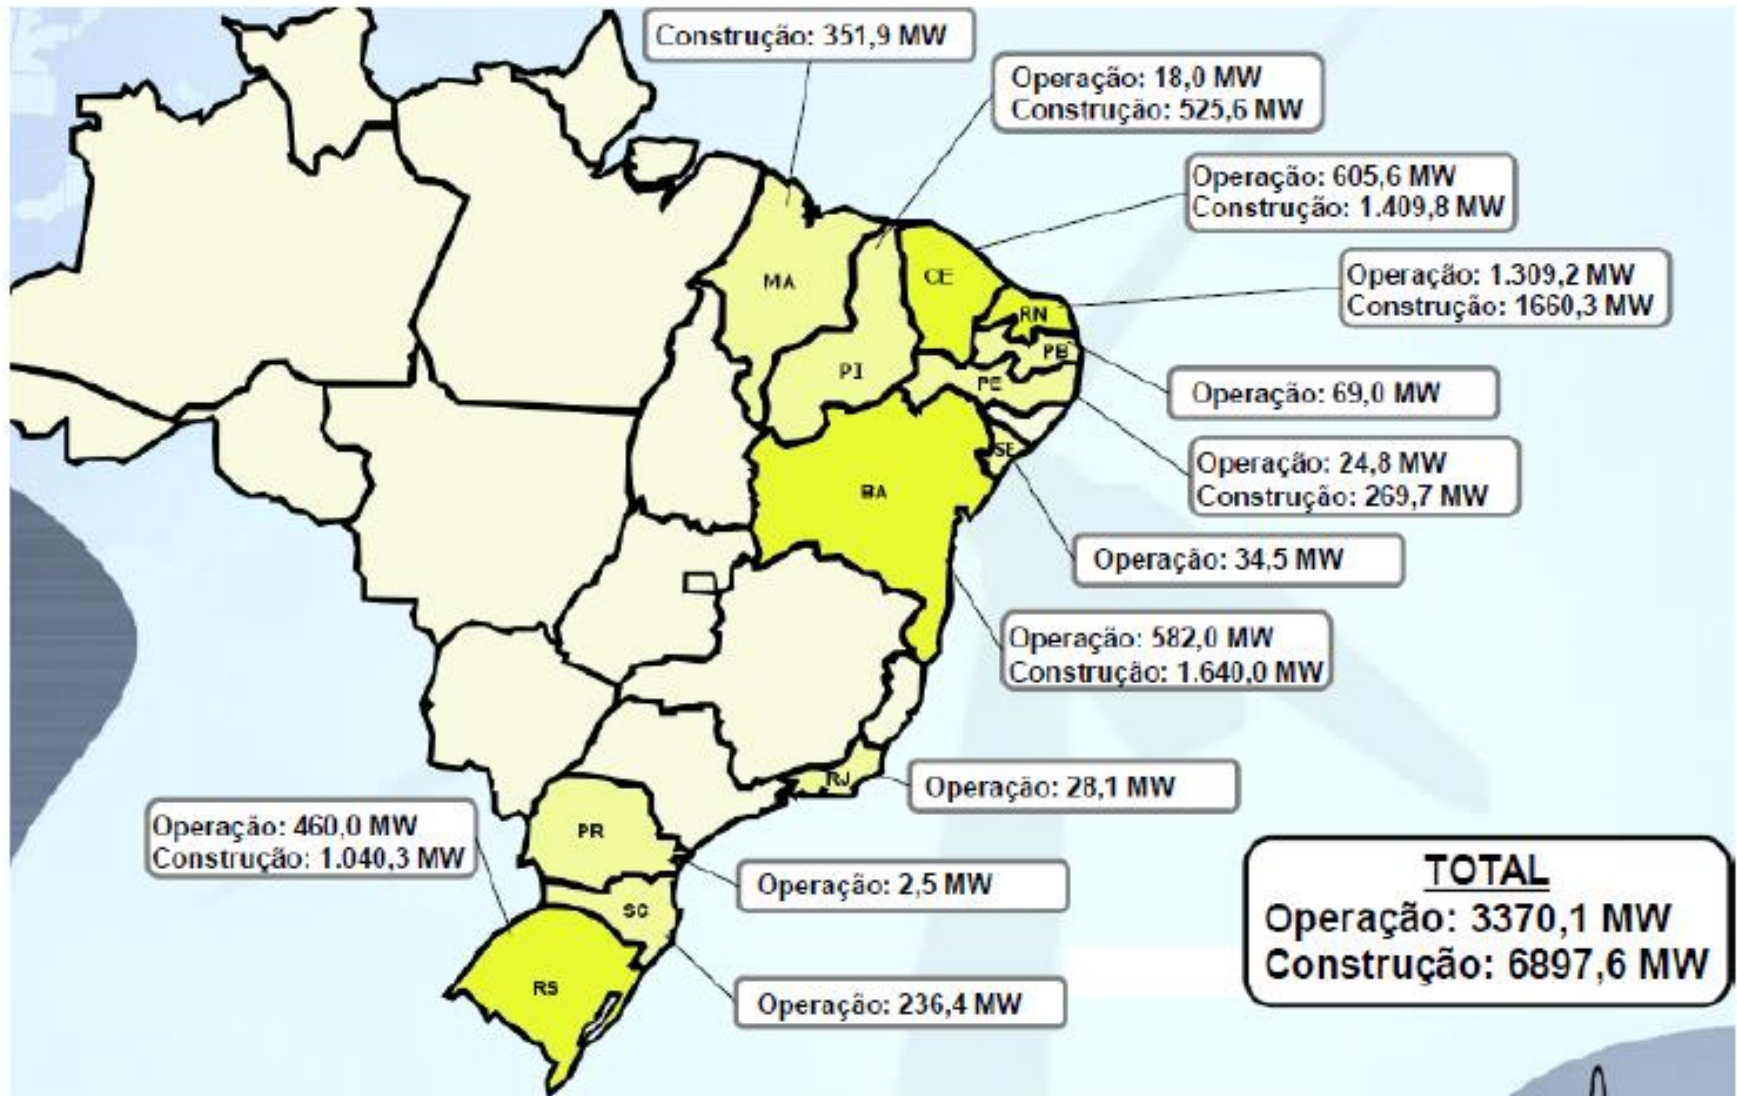 Construção: 351,9 MW
Operação: 18,0 MW
Construção: 525,6 MW
Operação: 605,6 MW
Construção: 1.409,8 MW
Operação: 1.309,2 MW
Construção: 1660,3 MW
MA
CE
RN
PB
PI
PE
Operação: 69,0 MW
SE
BA
Operação: 24,8 MW
Construção: 269,7 MW
Operação: 34,5 MW
Operação: 582,0 MW
Construção: 1.640,0 MW
RJ
Operação: 28,1 MW
Operação: 460,0 MW
Construção: 1.040,3 MW
PR
Operação: 2,5 MW
SC
RS
Operação: 236,4 MW
TOTAL
Operação: 3370,1 MW
Construção: 6897,6 MW